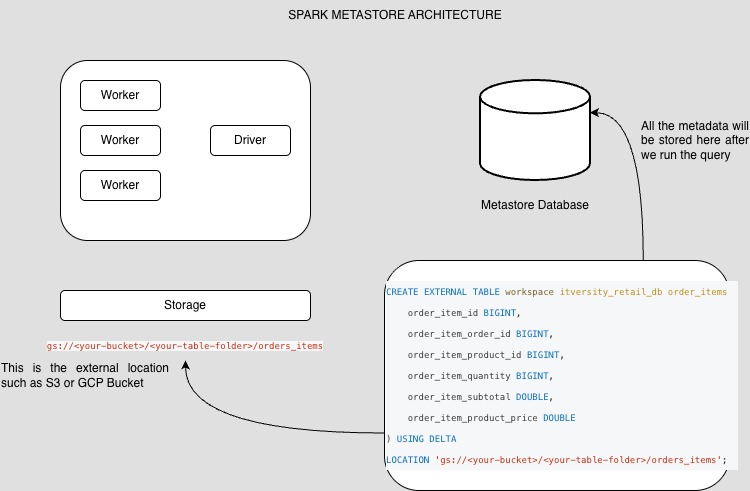 SPARK METASTORE ARCHITECTURE
Worker
Worker
Driver
Worker
Metastore Database
All the metadata will
be stored here after
we run the query
Storage
gs://<your-bucket>/<your-table-folder>/orders_items
This is the external location
such as S3 or GCP Bucket
CREATE EXTERNAL TABLE workspace itversity_retail_db order_items
order_item_id BIGINT,
order_item_order_id BIGINT,
order_item_product_id BIGINT,
order_item_quantity BIGINT,
order_item_subtotal DOUBLE,
order_item_product_price DOUBLE
) USING DELTA
LOCATION 'gs://<your-bucket>/<your-table-folder>/orders_items';